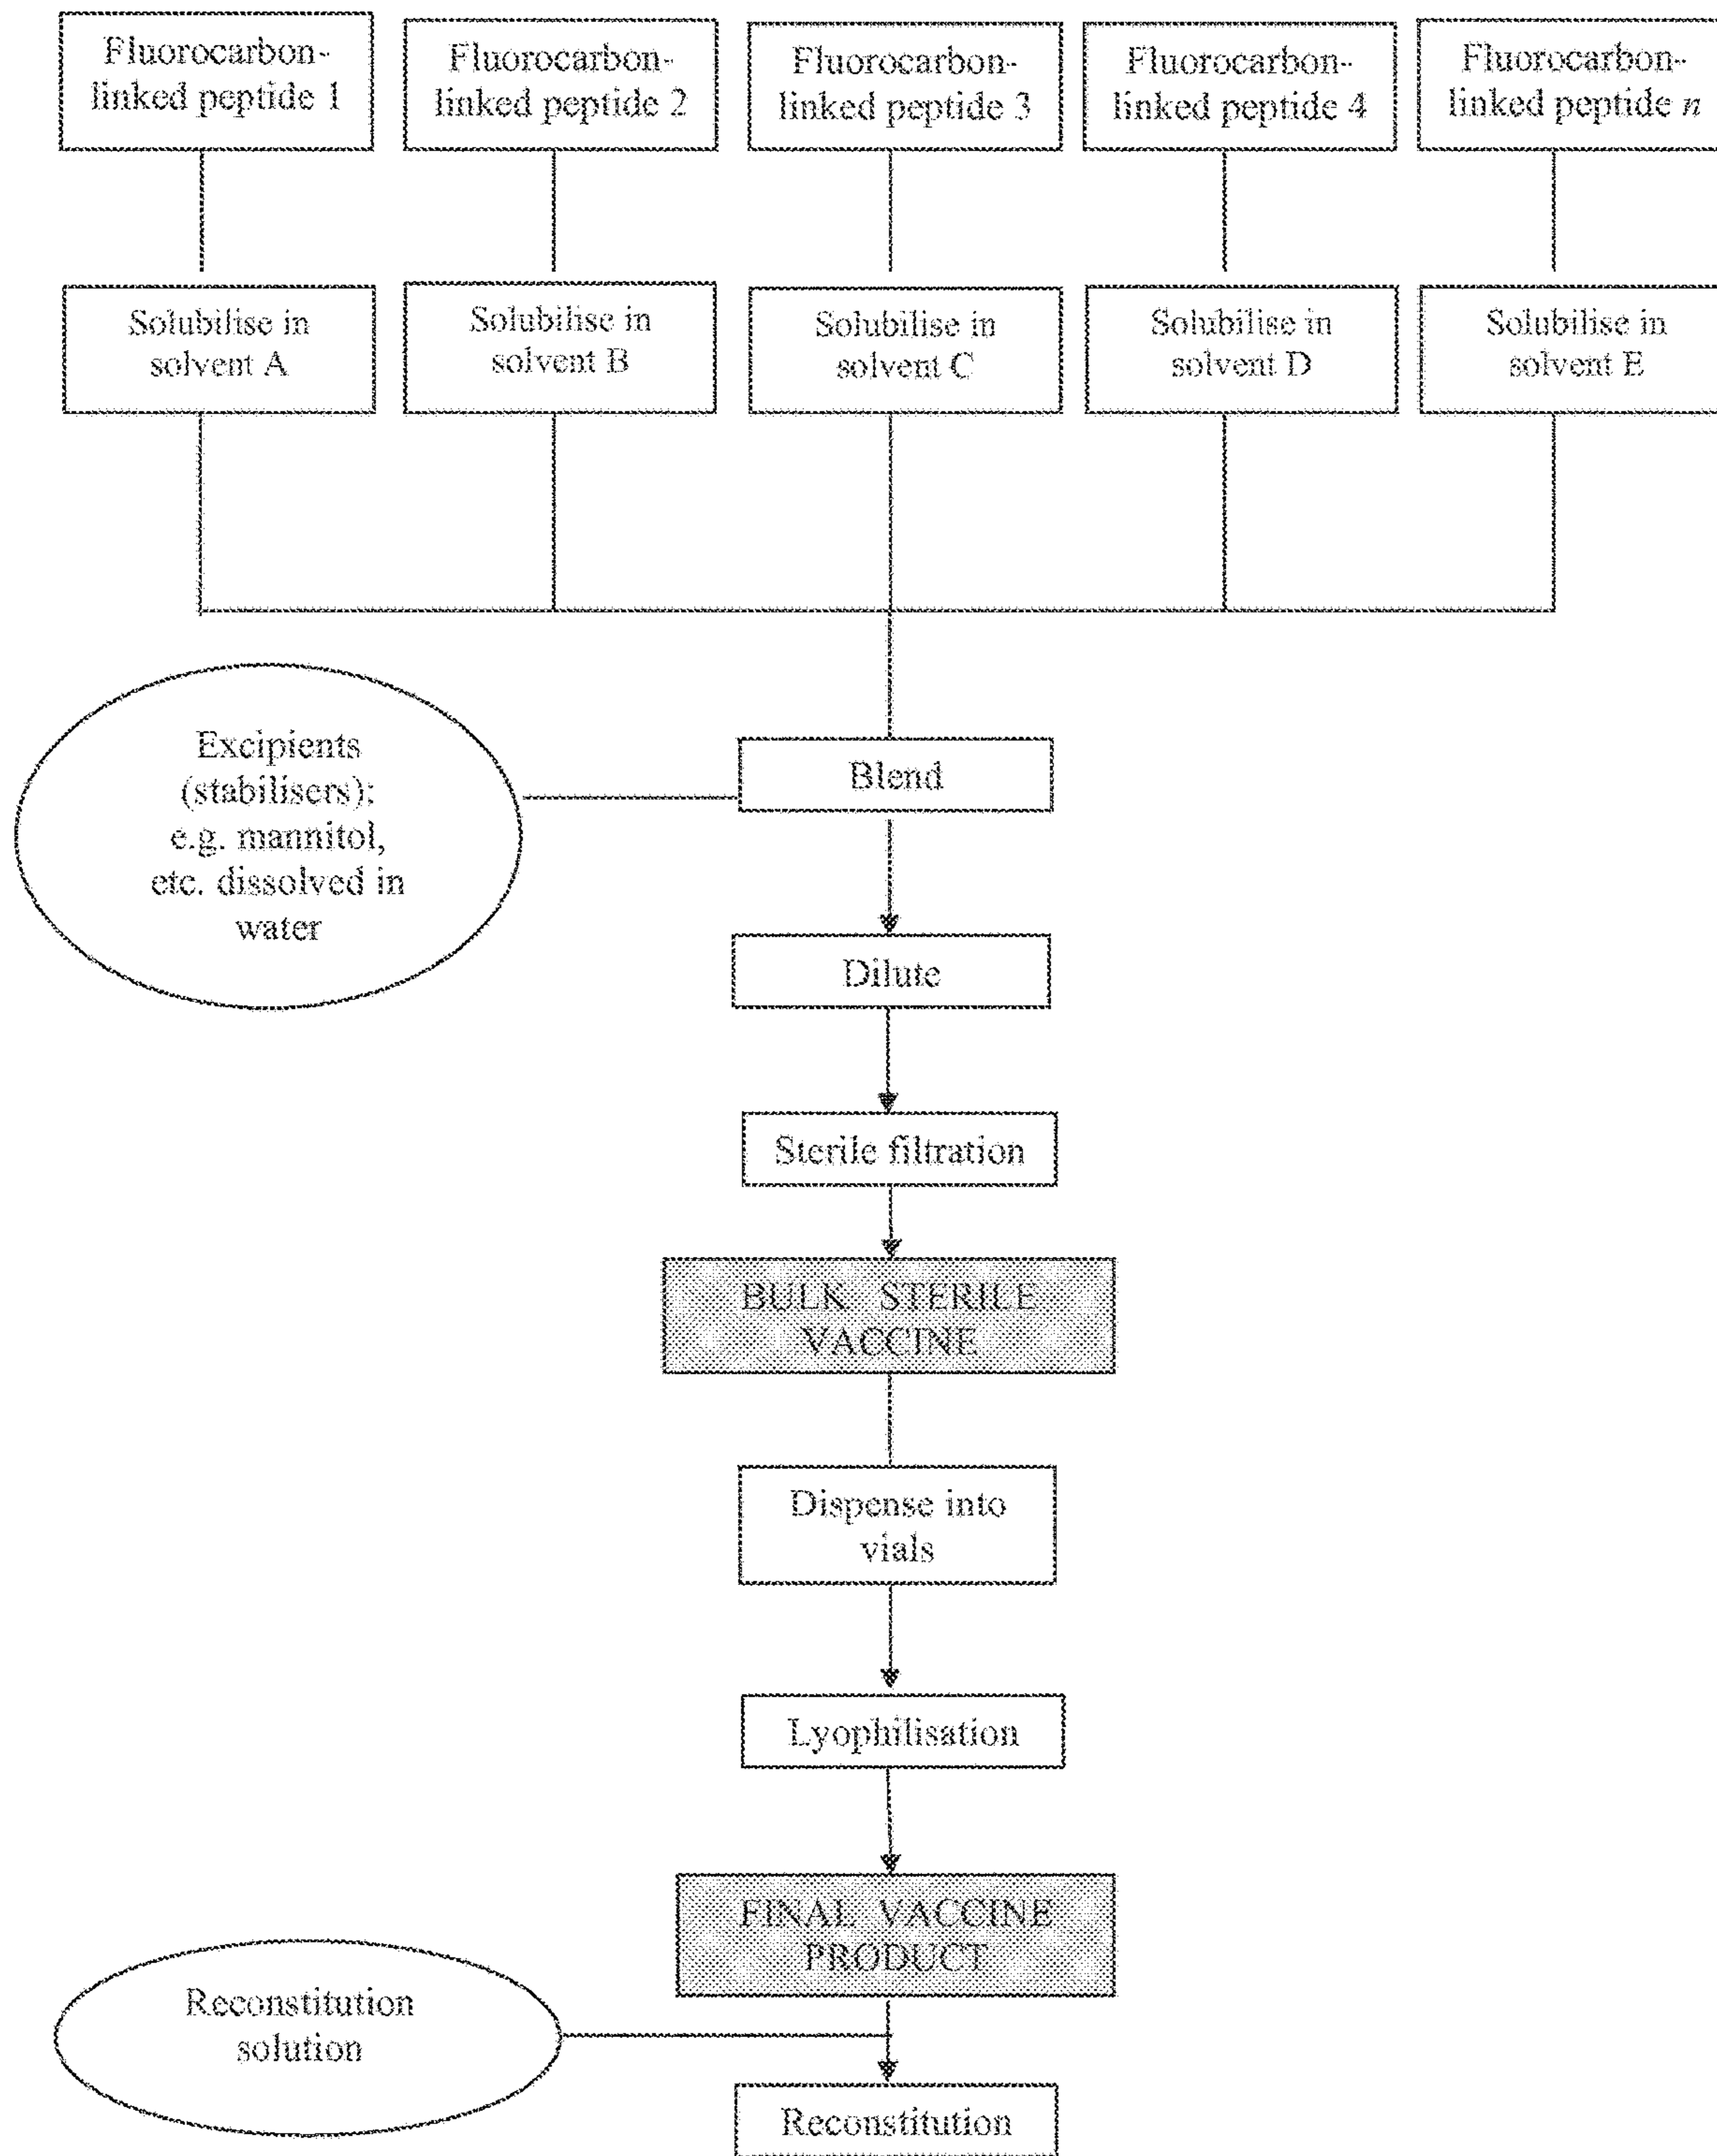 Fluorocarbon-
linked peptide 1
Fluorocarbon-
linked peptide 2
Fluorocarbon-
linked peptide 3
Fluorocarbon-
linked peptide 4
Fluorocarbon-
linked peptide n
Solubilise in
solvent A
Solubilise in
solvent B
Solubilise in
solvent C
Solubilise in
solvent D
Solubilise in
solvent E
Excipients
(stabilisers):
e.g. mannitol,
etc. dissolved in
water
Blend
Dilute
Sterile filtration
BULK STERILE
VACCINE
Dispense into
vials
Lyophilisation
FINAL VACCINE
PRODUCT
Reconstitution
solution
Reconstitution